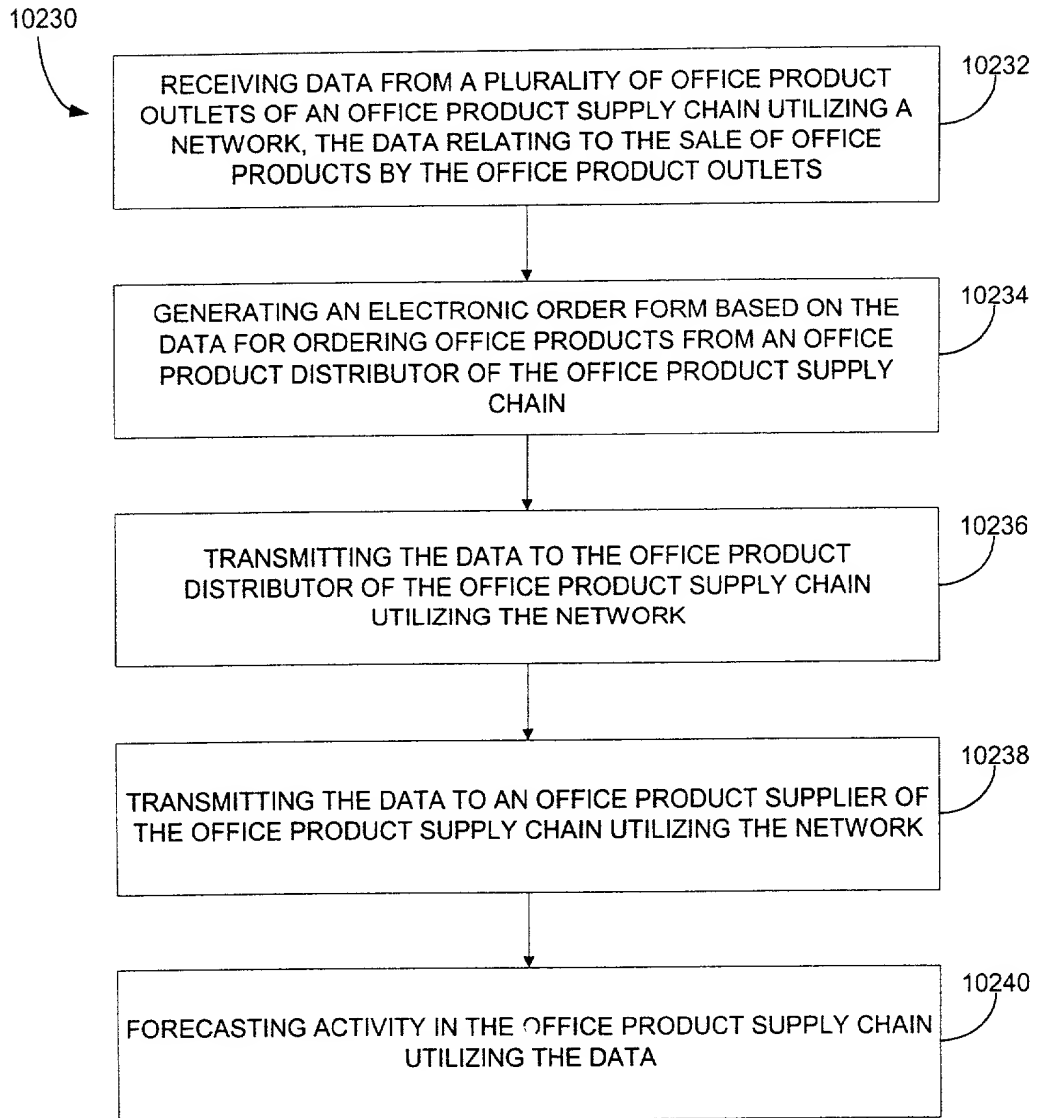 10230
10232
RECEIVING DATA FROM A PLURALITY OF OFFICE PRODUCT
OUTLETS OF AN OFFICE PRODUCT SUPPLY CHAIN UTILIZING A
NETWORK, THE DATA RELATING TO THE SALE OF OFFICE
PRODUCTS BY THE OFFICE PRODUCT OUTLETS
10234
GENERATING AN ELECTRONIC ORDER FORM BASED ON THE
DATA FOR ORDERING OFFICE PRODUCTS FROM AN OFFICE
PRODUCT DISTRIBUTOR OF THE OFFICE PRODUCT SUPPLY
CHAIN
10236
TRANSMITTING THE DATA TO THE OFFICE PRODUCT
DISTRIBUTOR OF THE OFFICE PRODUCT SUPPLY CHAIN
UTILIZING THE NETWORK
10238
TRANSMITTING THE DATA TO AN OFFICE PRODUCT SUPPLIER OF
THE OFFICE PRODUCT SUPPLY CHAIN UTILIZING THE NETWORK
10240
FORECASTING ACTIVITY IN THE OFFICE PRODUCT SUPPLY CHAIN
UTILIZING THE DATA